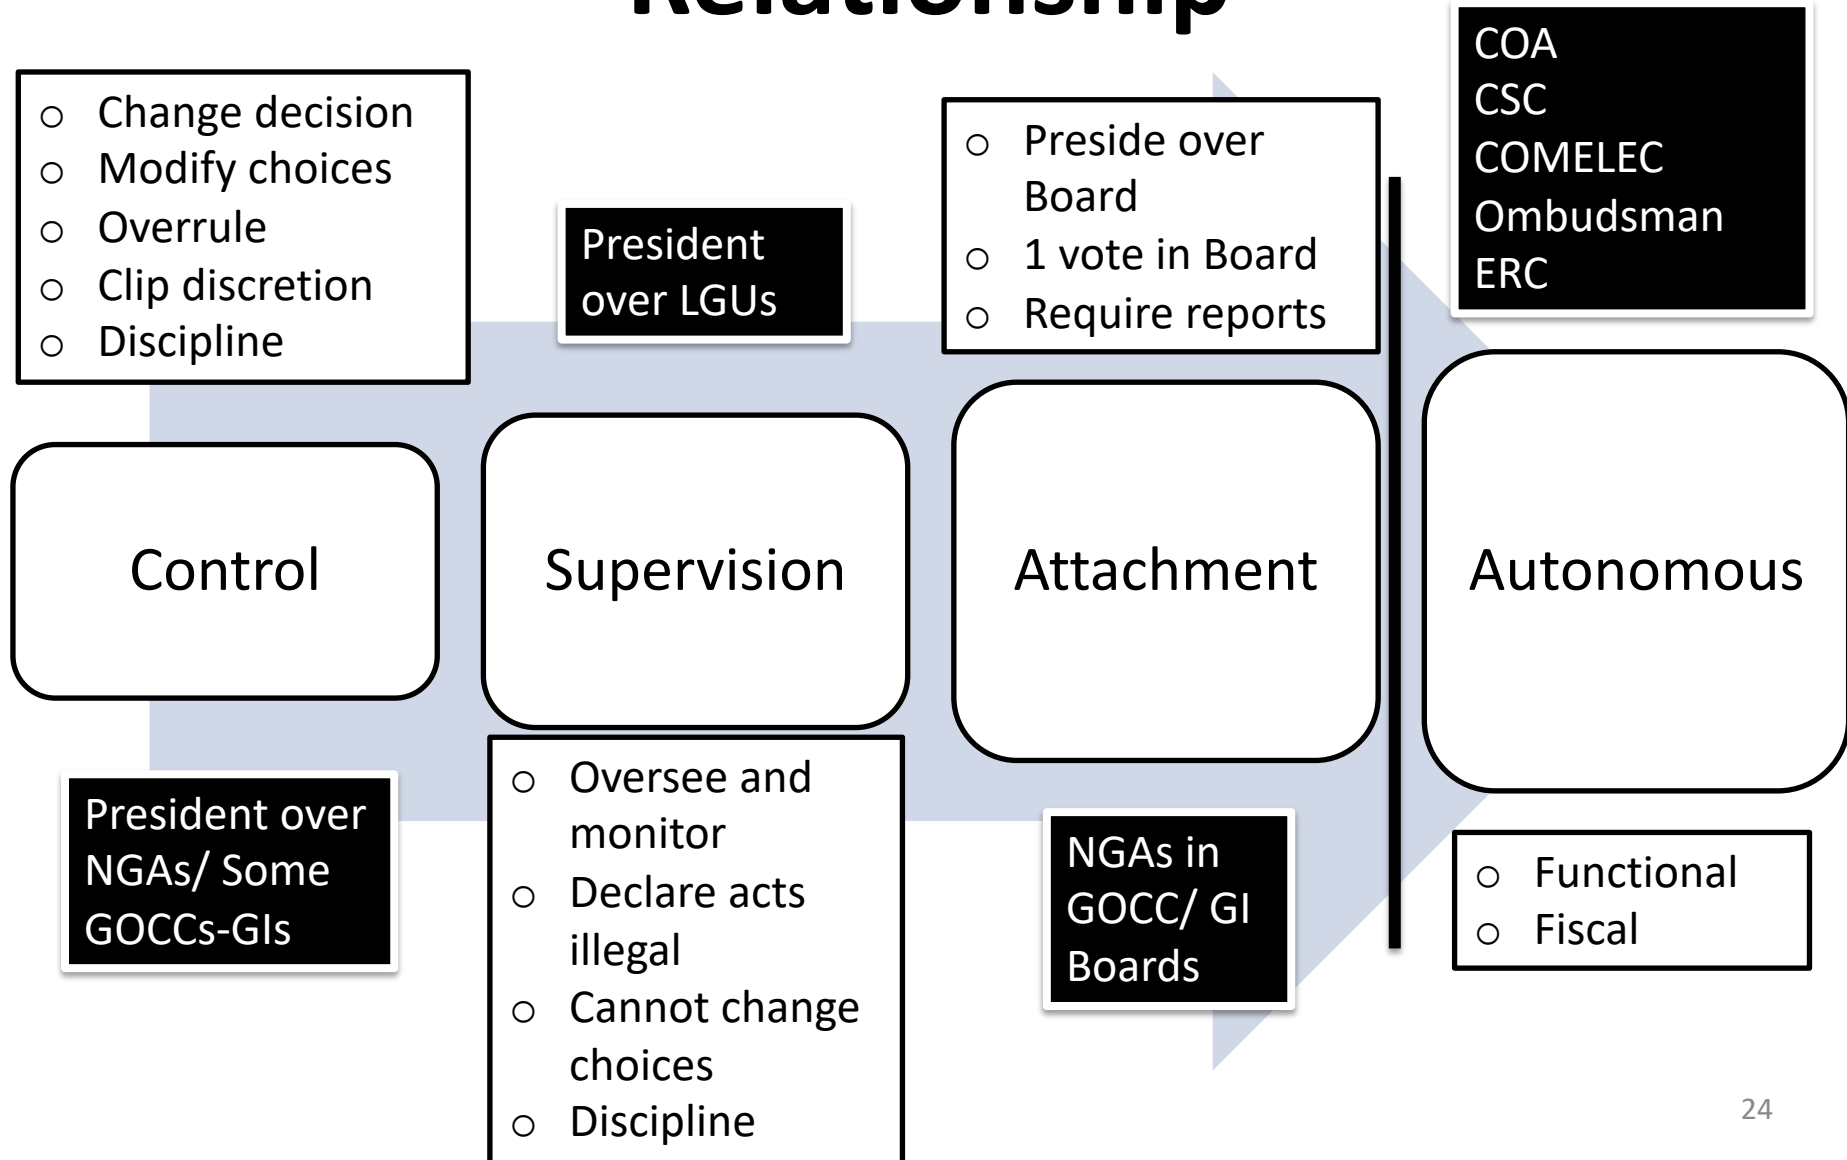 Relationship
○ Change decision
○ Modify choices
○ Overrule
○ Clip discretion
○ Discipline
President
over LGUs
○ Preside over
Board
○ 1 vote in Board
○ Require reports
COA
CSC
COMELEC
Ombudsman
ERC
Control
Supervision
Attachment
Autonomous
President over
NGAs/ Some
GOCCs-GIs
○ Oversee and
monitor
○ Declare acts
illegal
○ Cannot change
choices
○ Discipline
NGAs in
GOCC/ GI
Boards
○ Functional
○ Fiscal
24